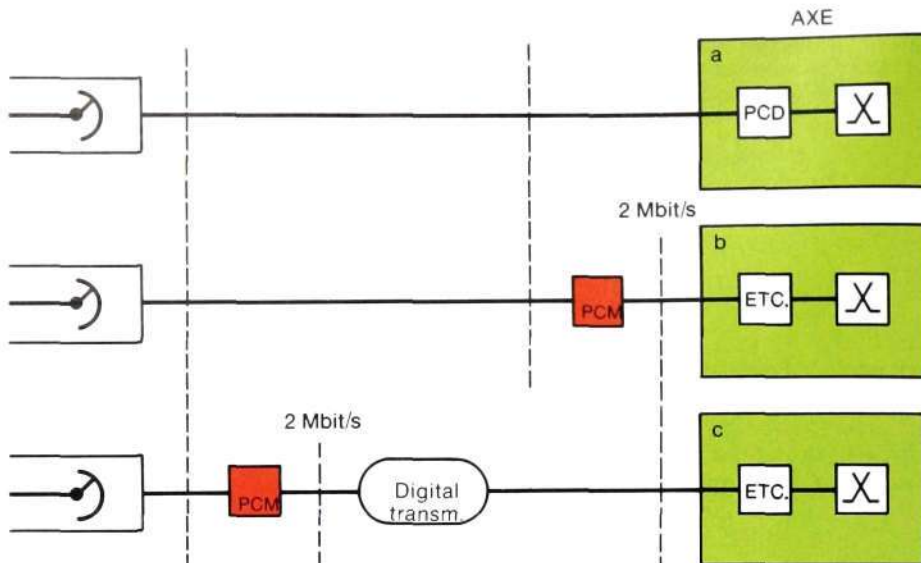 AXE
a
PCD
2 Mbit/s
b
PCM
ETC.
2 Mbit/s
c
PCM
Digital
transm.
ETC.